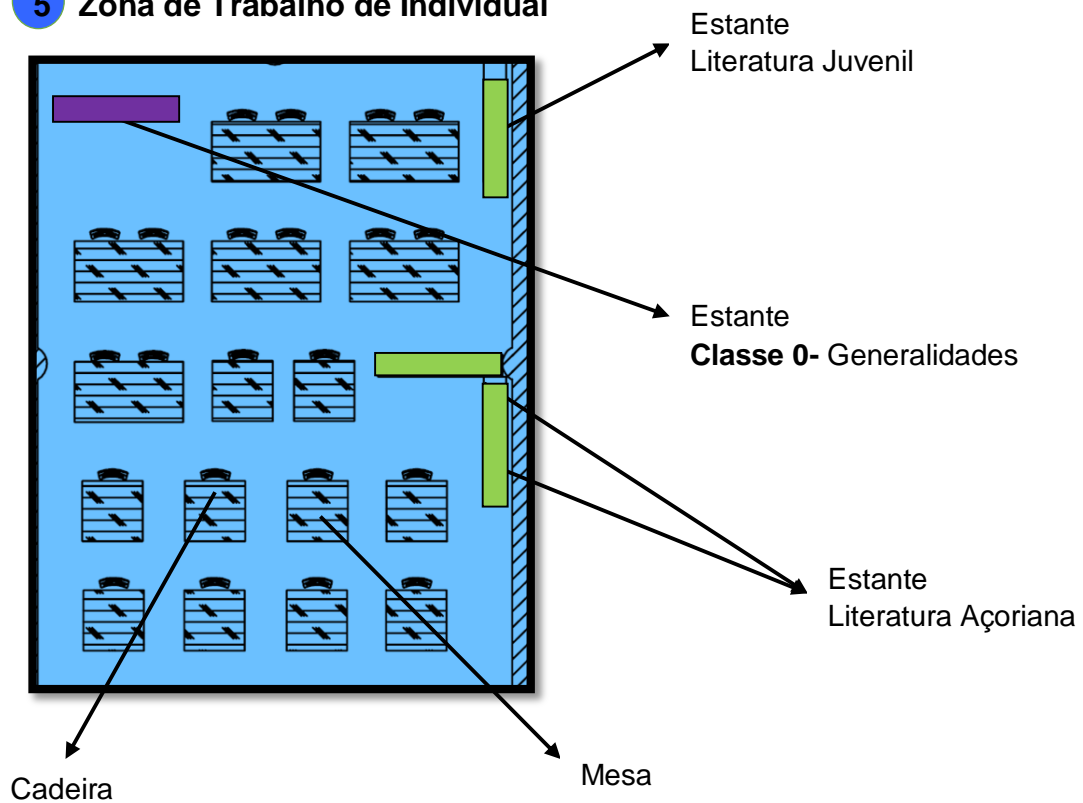 5 Zona de Trabalho de Individual
Estante
Literatura Juvenil
Estante
Classe 0- Generalidades
Estante
Literatura Açoriana
Mesa
Cadeira